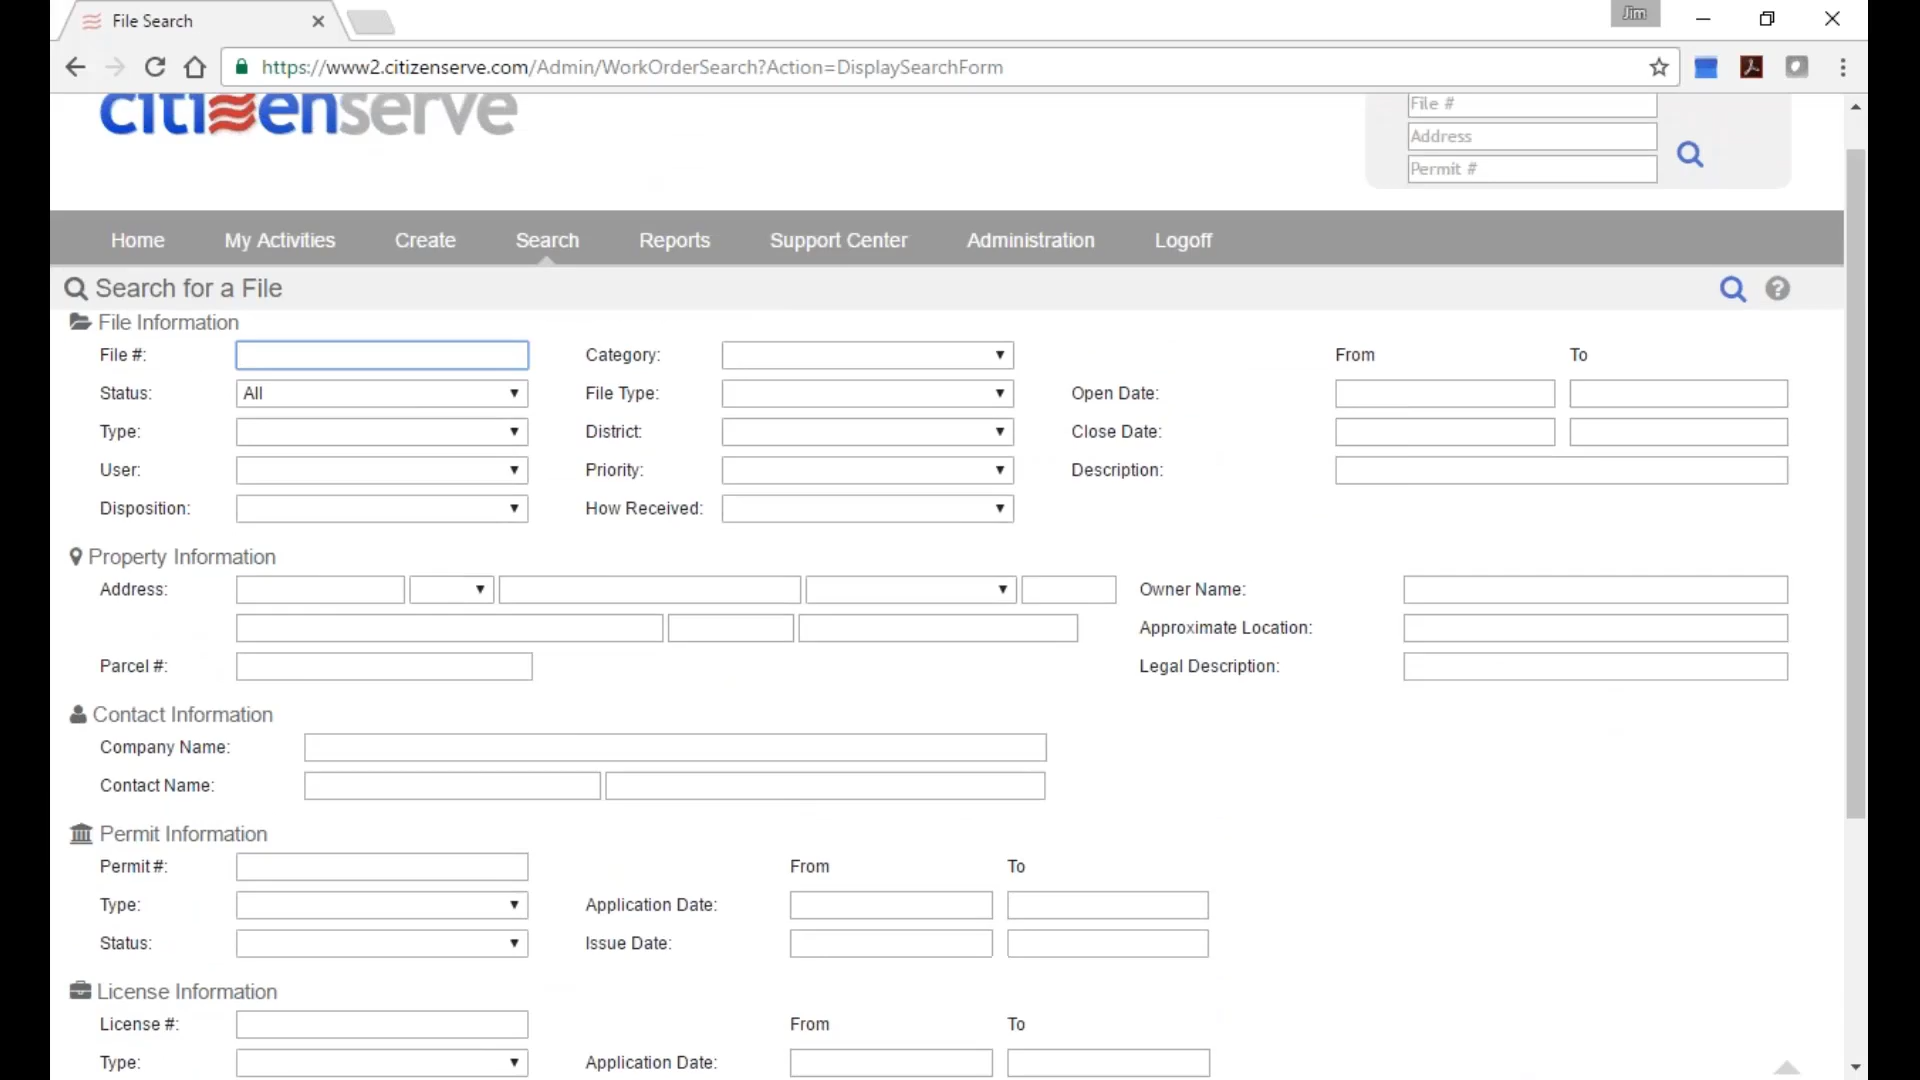 File Search
Jim
https://www2.citizenserve.com/Admin/WorkOrderSearch?Action=DisplaySearchForm
citizenserve
File #
Address
Permit #
Home My Activities Create Search Reports Support Center Administration Logoff
Search for a File
File Information
File #: Category: From To
Status: All File Type: Open Date:
Type: District: Close Date:
User: Priority: Description:
Disposition: How Received:
Property Information
Address: Owner Name:
Approximate Location:
Parcel #: Legal Description:
Contact Information
Company Name:
Contact Name:
Permit Information
Permit #: From To
Type: Application Date:
Status: Issue Date:
License Information
License #: From To
Type: Application Date: